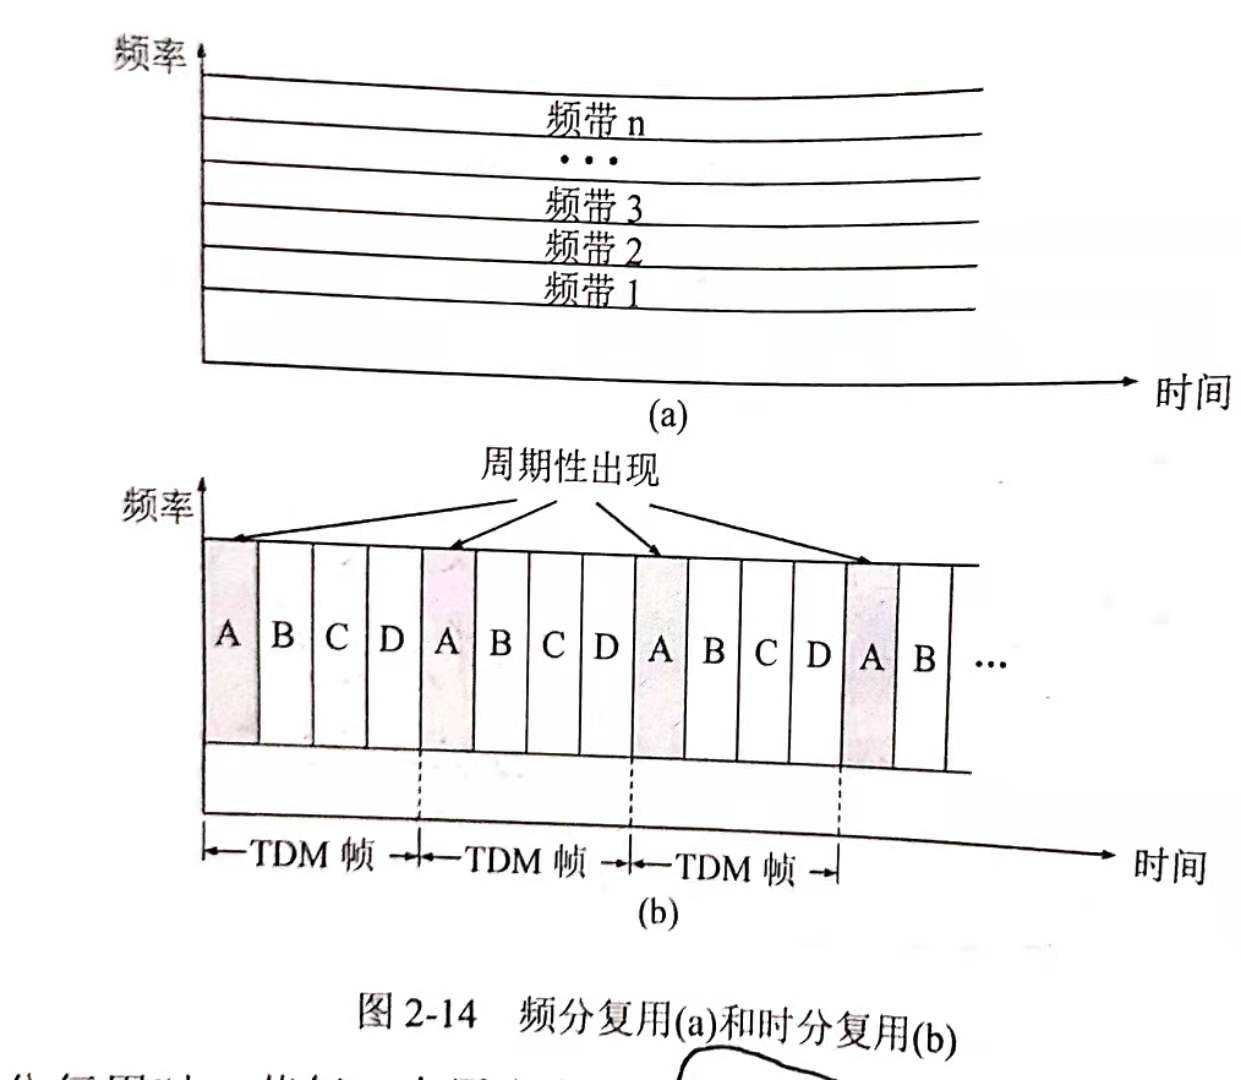 频率
频带 n
•••
频带 3
频带 2
频带 1
时间
(a)
周期性出现
频率
A B C D A B C D A B C D A B ···
TDM 帧 TDM 帧 TDM 帧
时间
(b)
图 2-14 频分复用(a)和时分复用(b)